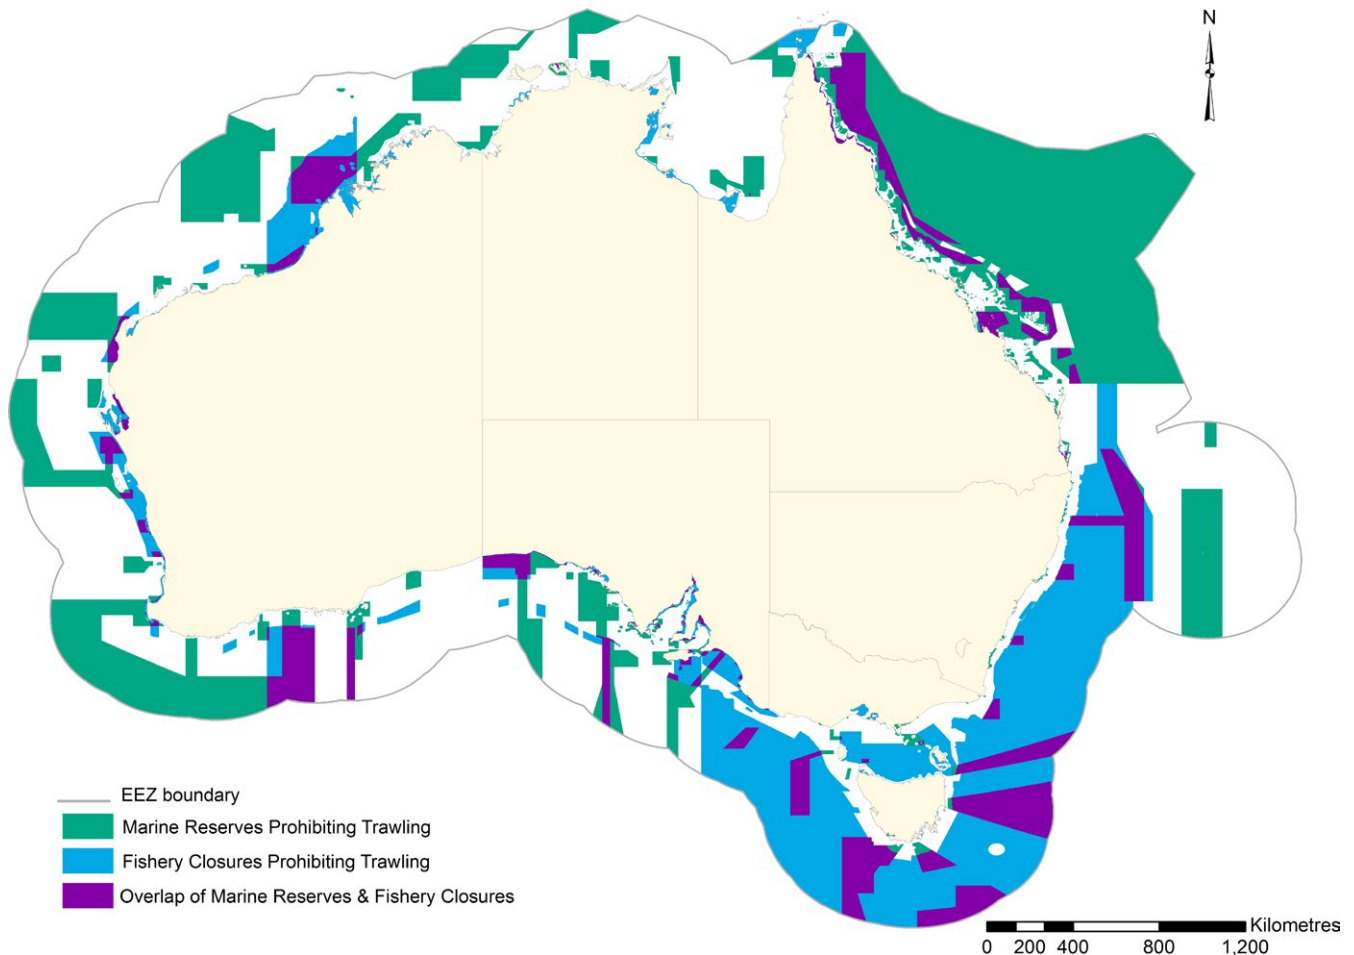 N
EEZ boundary
Marine Reserves Prohibiting Trawling
Fishery Closures Prohibiting Trawling
Overlap of Marine Reserves & Fishery Closures
Kilometres
0 200 400 800 1,200